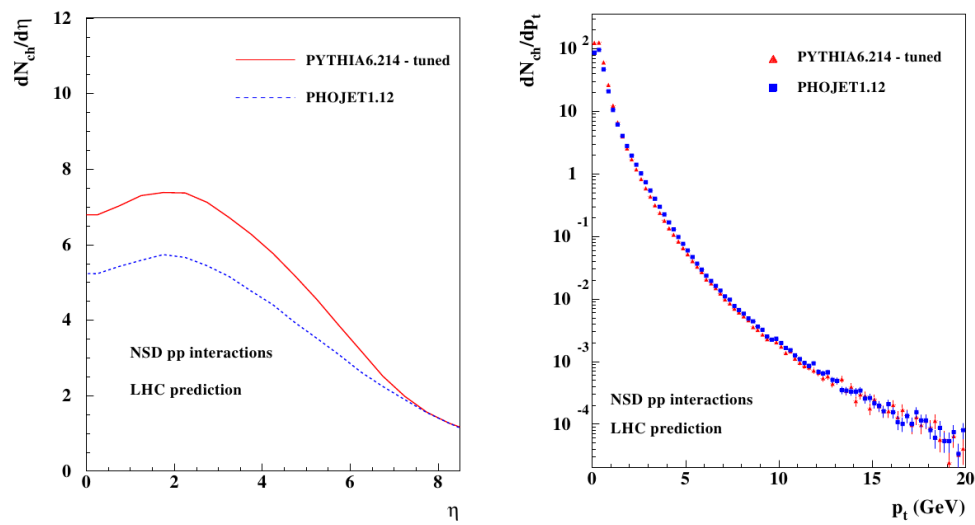 dN_ch/dη
12
10
8
6
4
2
0
PYTHIA6.214 - tuned
PHOJET1.12
NSD pp interactions
LHC prediction
0
2
4
6
8
η
dN_ch/dp_t
10^2
10
1
10^-1
10^-2
10^-3
10^-4
PYTHIA6.214 - tuned
PHOJET1.12
NSD pp interactions
LHC prediction
0
5
10
15
20
p_t (GeV)